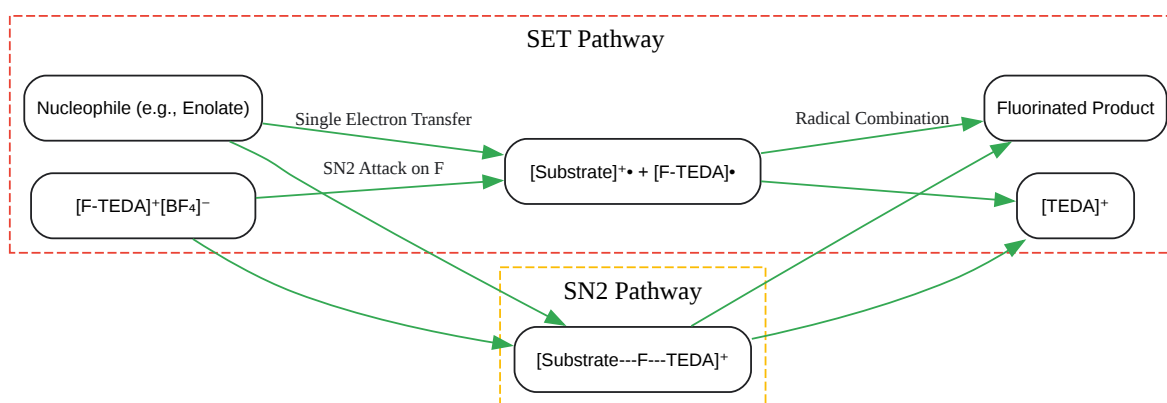 SET Pathway
Nucleophile (e.g., Enolate)
Single Electron Transfer
SN2 Attack on F
[F-TEDA]⁺[BF₄]⁻
[Substrate]⁺• + [F-TEDA]•
Radical Combination
Fluorinated Product
[TEDA]⁺
SN2 Pathway
[Substrate---F---TEDA]⁺